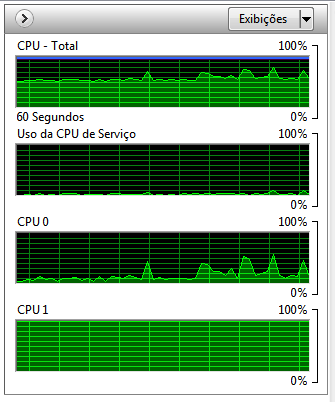 Exibições
CPU - Total 100%
60 Segundos 0%
Uso da CPU de Serviço 100%
0%
CPU 0 100%
0%
CPU 1 100%
0%